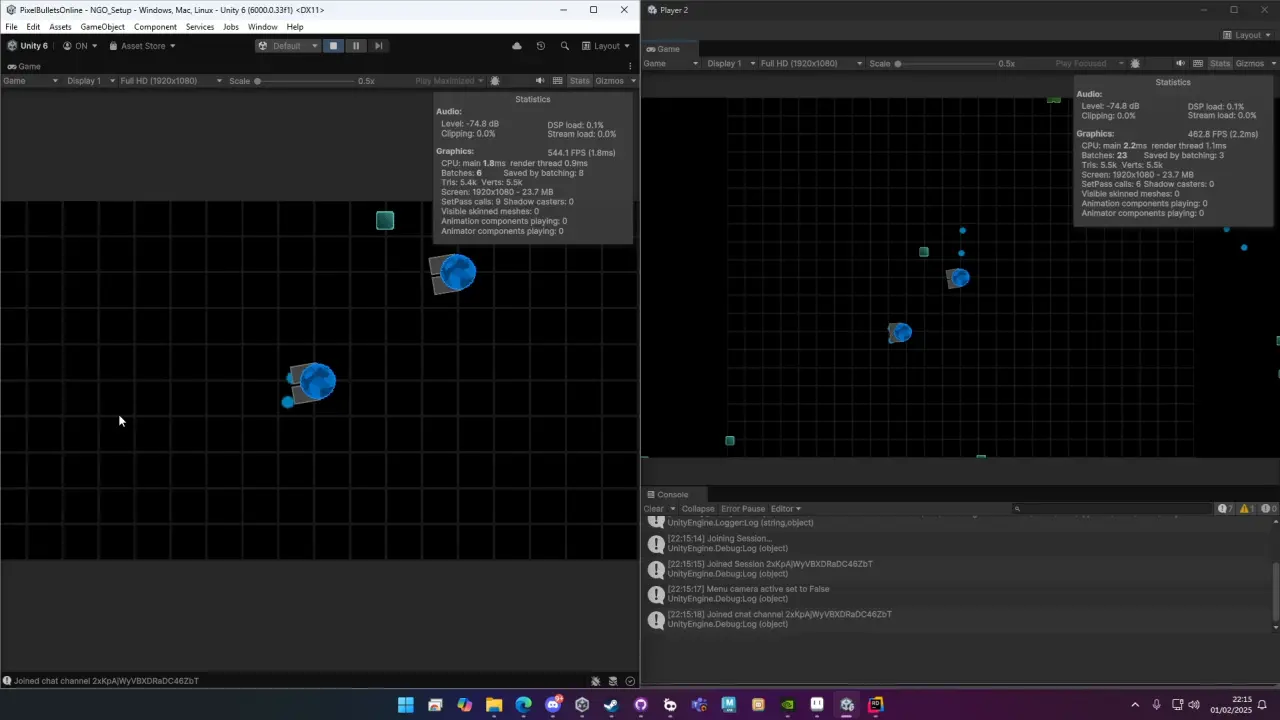 PixelBulletsOnline - NGO_Setup - Windows, Mac, Linux - Unity 6 (6000.0.33f1) <DX11>
File Edit Assets GameObject Component Services Jobs Window Help
Unity 6 ON Asset Store Default Layout
Game
Game Display 1 Full HD (1920x1080) Scale 0.5x Play Maximized Stats Gizmos
Statistics
Audio:
Level: -74.8 dB DSP load: 0.1%
Clipping: 0.0% Stream load: 0.0%
Graphics: 544.1 FPS (1.8ms)
CPU: main 1.8ms render thread 0.9ms
Batches: 6 Saved by batching: 8
Tris: 5.4k Verts: 5.5k
Screen: 1920x1080 - 23.7 MB
SetPass calls: 9 Shadow casters: 0
Visible skinned meshes: 0
Animation components playing: 0
Animator components playing: 0
Joined chat channel 2xKpAjWyVBXDRaDC46ZbT
Player 2
Layout
Game
Game Display 1 Full HD (1920x1080) Scale 0.5x Play Focused Stats Gizmos
Statistics
Audio:
Level: -74.8 dB DSP load: 0.1%
Clipping: 0.0% Stream load: 0.0%
Graphics: 462.8 FPS (2.2ms)
CPU: main 2.2ms render thread 1.1ms
Batches: 23 Saved by batching: 3
Tris: 5.5k Verts: 5.5k
Screen: 1920x1080 - 23.7 MB
SetPass calls: 6 Shadow casters: 0
Visible skinned meshes: 0
Animation components playing: 0
Animator components playing: 0
Console
Clear Collapse Error Pause Editor 7 1 0
UnityEngine.Logger:Log (string,object)
[22:15:14] Joining Session...
UnityEngine.Debug:Log (object)
[22:15:15] Joined Session 2xKpAjWyVBXDRaDC46ZbT
UnityEngine.Debug:Log (object)
[22:15:17] Menu camera active set to False
UnityEngine.Debug:Log (object)
[22:15:18] Joined chat channel 2xKpAjWyVBXDRaDC46ZbT
UnityEngine.Debug:Log (object)
22:15
01/02/2025